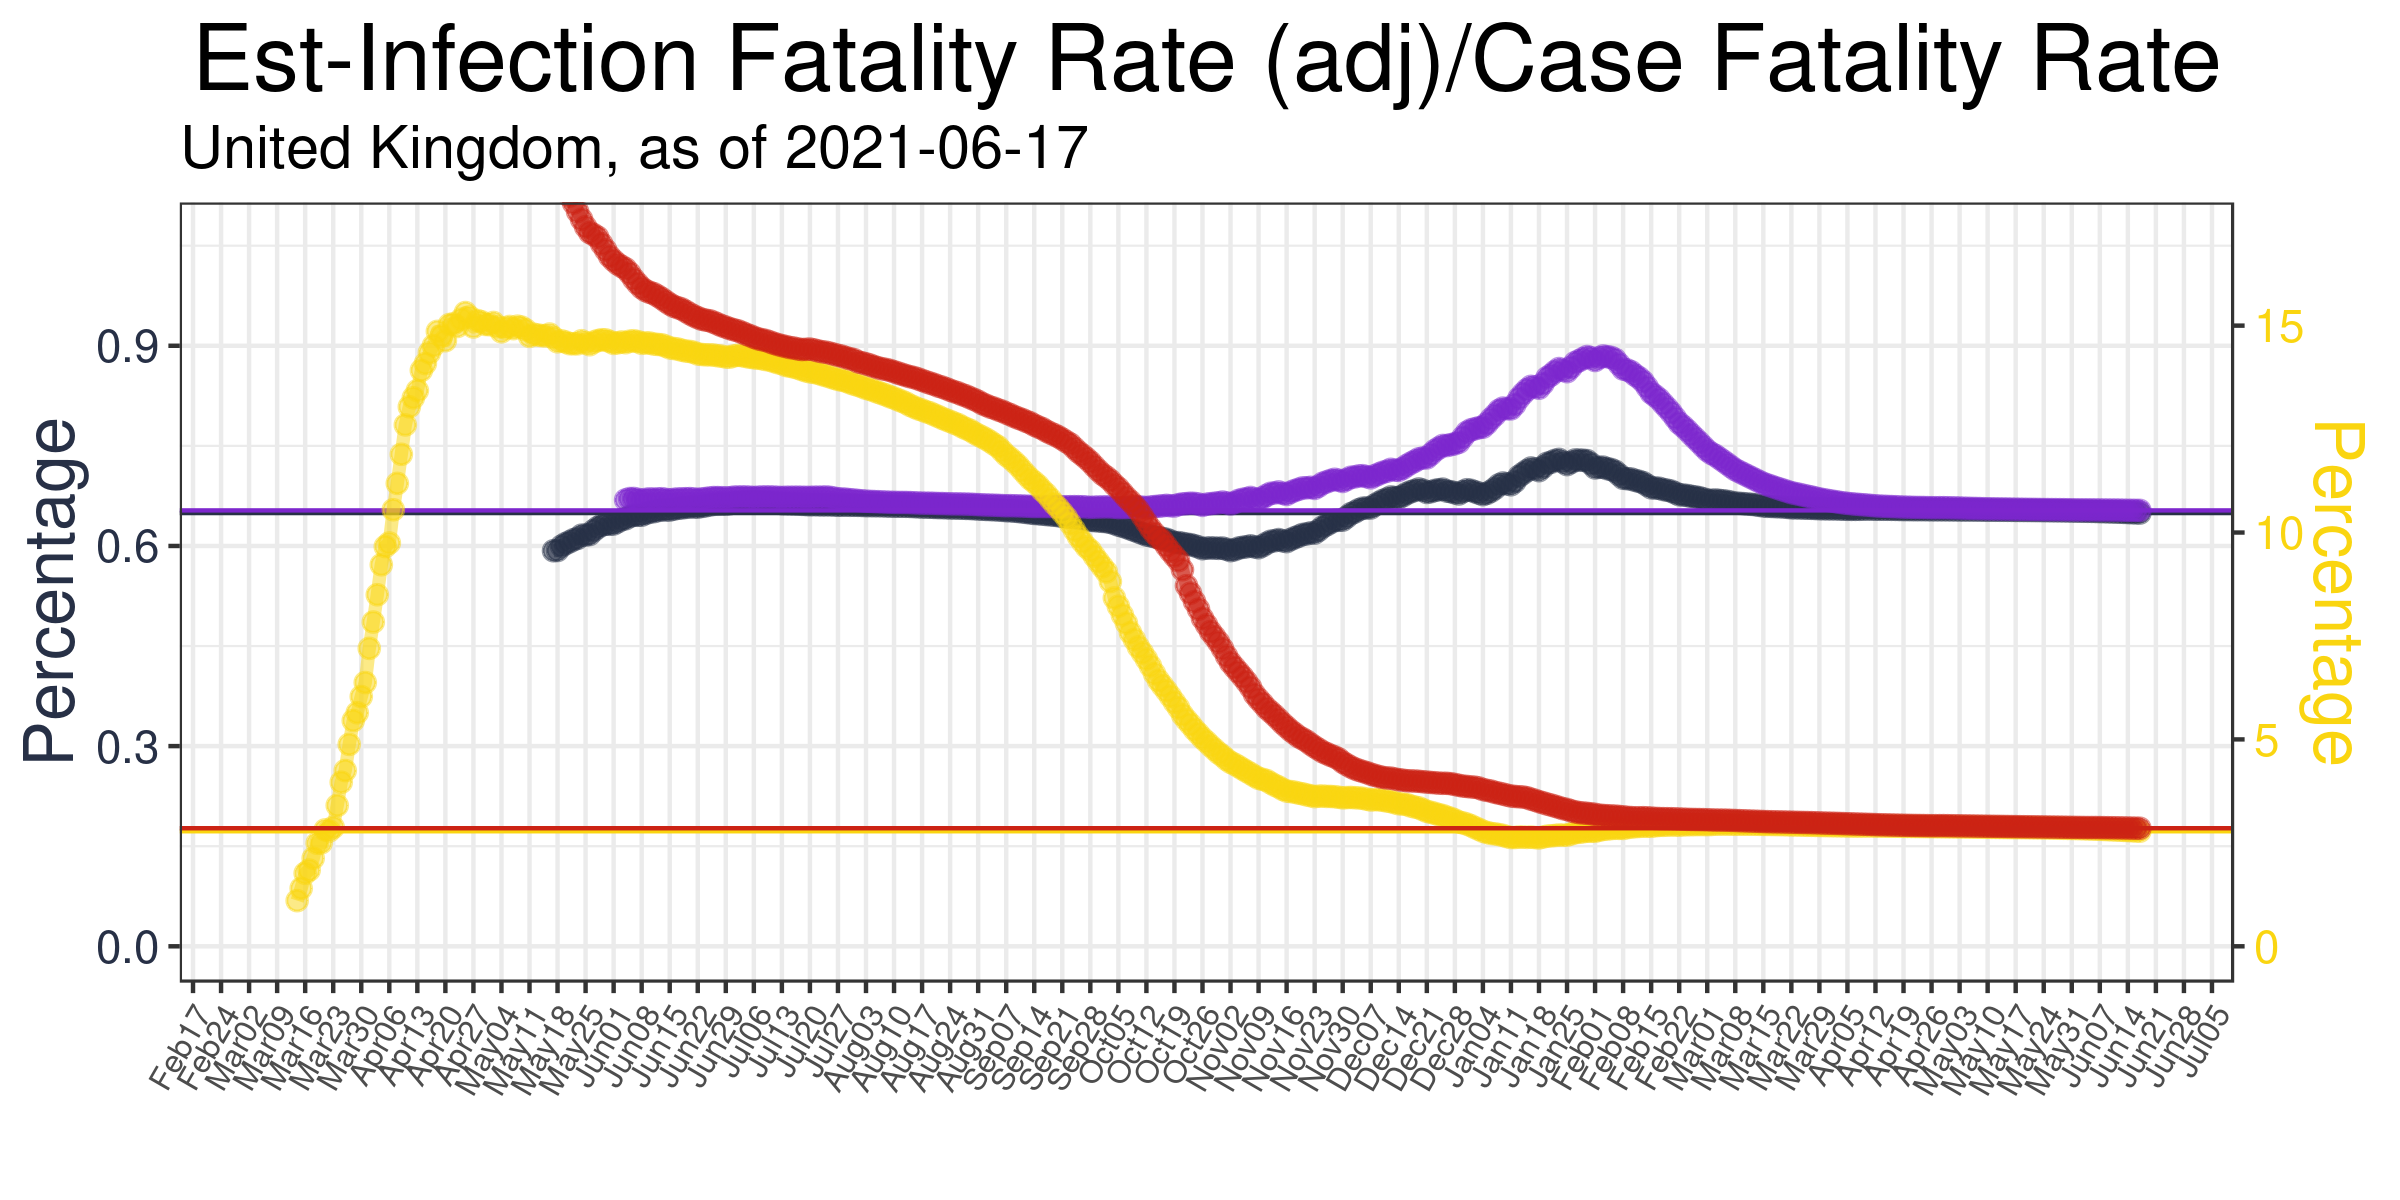 Est-Infection Fatality Rate (adj)/Case Fatality Rate
United Kingdom, as of 2021-06-17
Percentage
0.9
0.6
0.3
0.0
15
10
5
0
Percentage
Feb17
Feb24
Mar02
Mar09
Mar16
Mar23
Mar30
Apr06
Apr13
Apr20
Apr27
May04
May11
May18
May25
Jun01
Jun08
Jun15
Jun22
Jun29
Jul06
Jul13
Jul20
Jul27
Aug03
Aug10
Aug17
Aug24
Aug31
Sep07
Sep14
Sep21
Sep28
Oct05
Oct12
Oct19
Oct26
Nov02
Nov09
Nov16
Nov23
Nov30
Dec07
Dec14
Dec21
Dec28
Jan04
Jan11
Jan18
Jan25
Feb01
Feb08
Feb15
Feb22
Mar01
Mar08
Mar15
Mar22
Mar29
Apr05
Apr12
Apr19
Apr26
May03
May10
May17
May24
May31
Jun07
Jun14
Jun21
Jun28
Jul05